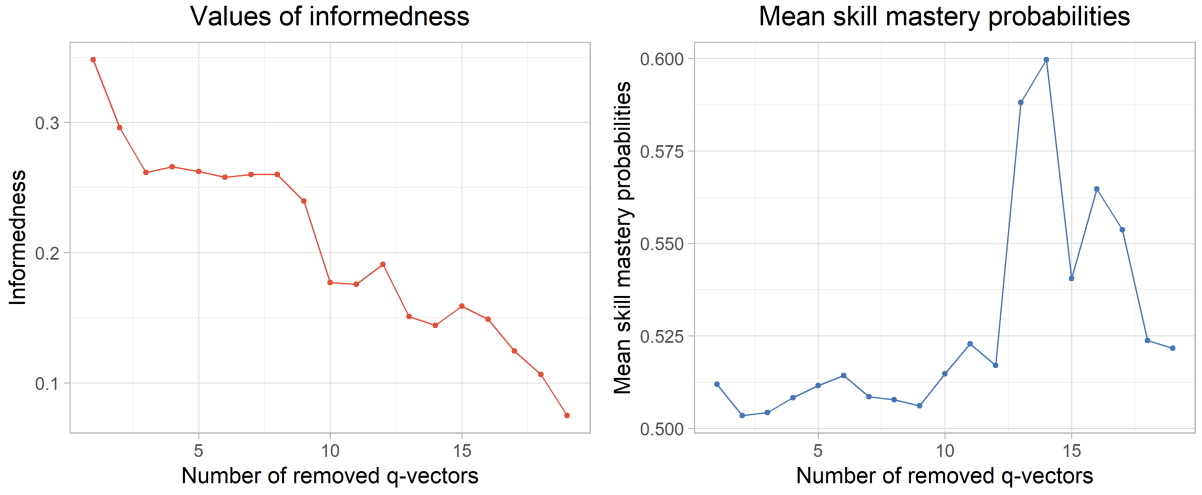 Values of informedness
Informedness
0.3
0.2
0.1
5
10
15
Number of removed q-vectors
Mean skill mastery probabilities
Mean skill mastery probabilities
0.600
0.575
0.550
0.525
0.500
5
10
15
Number of removed q-vectors